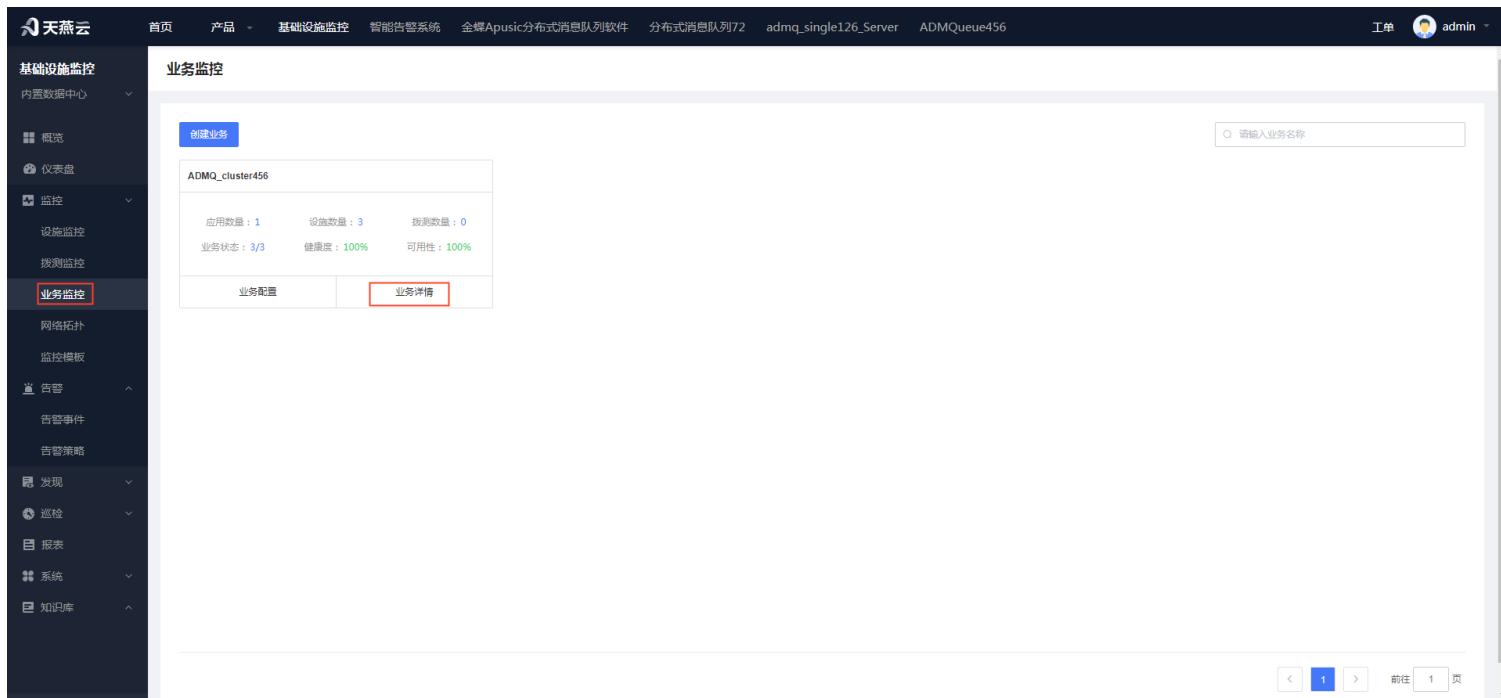 天燕云 首页 产品 基础设施监控 智能告警系统 金蝶Apusic分布式消息队列软件 分布式消息队列72 admq_single126_Server ADMQueue456 工单 admin
基础设施监控
内置数据中心
概览
仪表盘
监控
设施监控
拨测监控
业务监控
网络拓扑
监控模板
告警
告警事件
告警策略
发现
巡检
报表
系统
知识库
业务监控
创建业务 请输入业务名称
ADMQ_cluster456
应用数量：1 设施数量：3 拨测数量：0
业务状态：3/3 健康度：100% 可用性：100%
业务配置 业务详情
< 1 > 前往 1 页